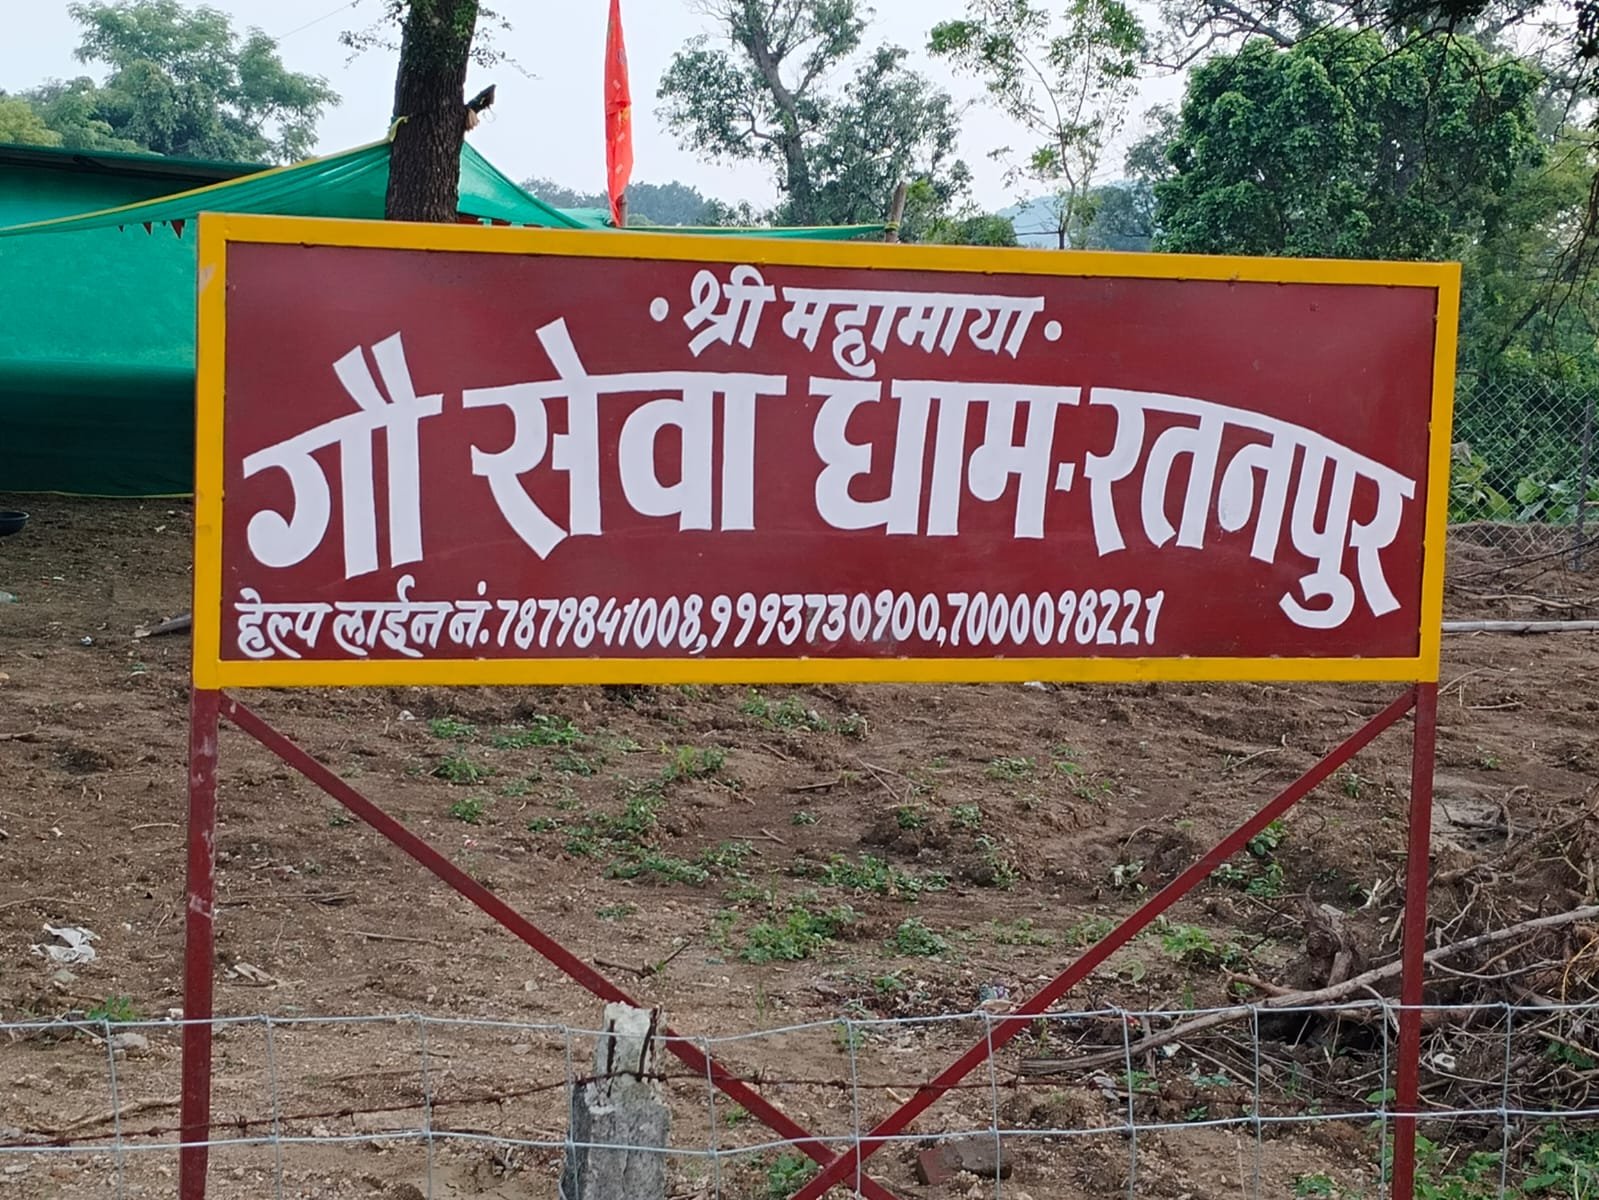 • श्री महामाया •
गौ सेवा धाम-रतनपुर
हेल्प लाईन नं. 7879841008,9993730900,7000098221